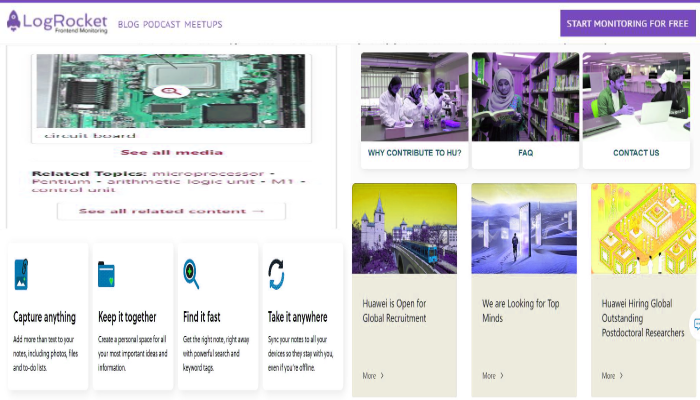 LogRocket
Frontend Monitoring
BLOG PODCAST MEETUPS
START MONITORING FOR FREE
circuit board
See all media
Related Topics: microprocessor -
Pentium - arithmetic logic unit - M1 -
control unit
See all related content →
WHY CONTRIBUTE TO HU?
FAQ
CONTACT US
Capture anything
Add more than text to your
notes, including photos, files
and to-do lists.
Keep it together
Create a personal space for all
your most important ideas and
information.
Find it fast
Get the right note, right away
with powerful search and
keyword tags.
Take it anywhere
Sync your notes to all your
devices so they stay with you,
even if you're offline.
Huawei is Open for
Global Recruitment
More >
We are Looking for Top
Minds
More >
Huawei Hiring Global
Outstanding
Postdoctoral Researchers
More >